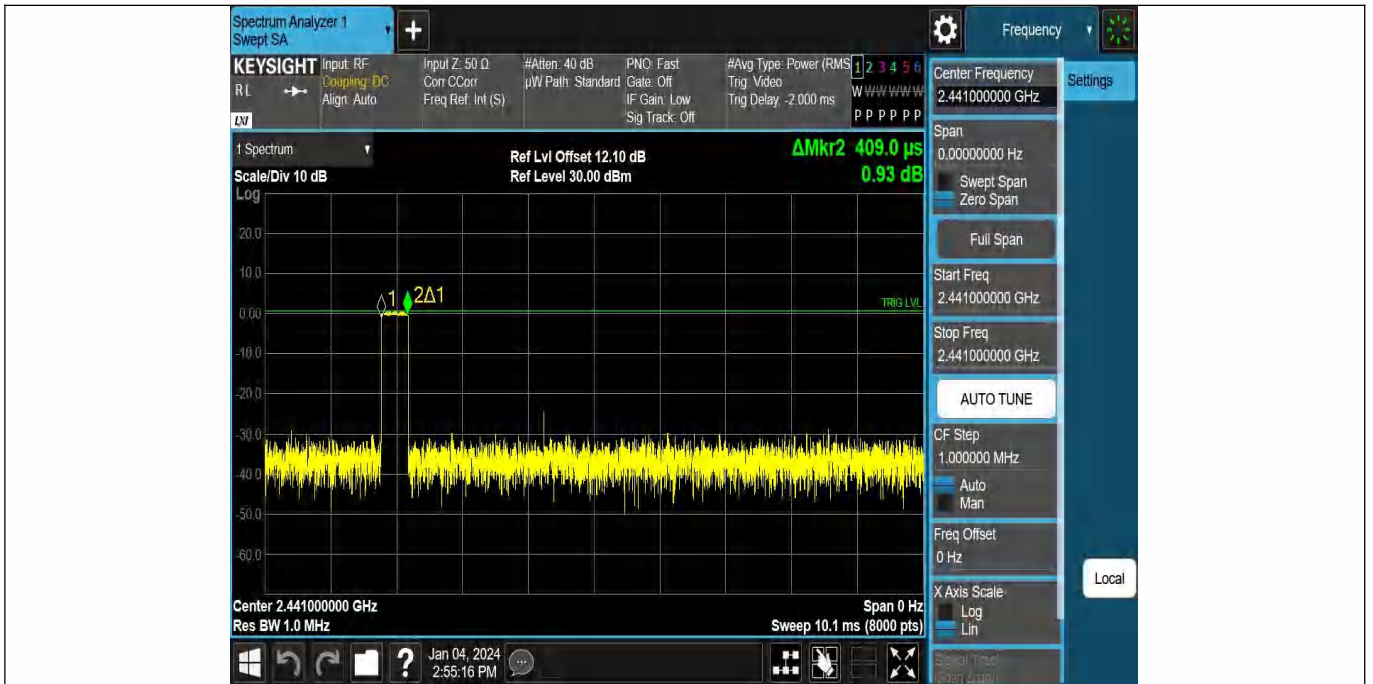 Spectrum Analyzer 1
Swept SA
+
Frequency
KEYSIGHT
R L
LXI
Input: RF
Coupling: DC
Align: Auto
Input Z: 50 Ω
Corr CCorr
Freq Ref: Int (S)
#Atten: 40 dB
µW Path: Standard
PNO: Fast
Gate: Off
IF Gain: Low
Sig Track: Off
#Avg Type: Power (RMS
Trig: Video
Trig Delay: -2.000 ms
1 2 3 4 5 6
W W W W W W
P P P P P P
1 Spectrum
Scale/Div 10 dB
Log
Ref Lvl Offset 12.10 dB
Ref Level 30.00 dBm
ΔMkr2 409.0 µs
0.93 dB
20.0
10.0
0.00
-10.0
-20.0
-30.0
-40.0
-50.0
-60.0
1
2Δ1
TRIG LVL
Center 2.441000000 GHz
Res BW 1.0 MHz
Span 0 Hz
Sweep 10.1 ms (8000 pts)
Center Frequency
2.441000000 GHz
Settings
Span
0.00000000 Hz
Swept Span
Zero Span
Full Span
Start Freq
2.441000000 GHz
Stop Freq
2.441000000 GHz
AUTO TUNE
CF Step
1.000000 MHz
Auto
Man
Freq Offset
0 Hz
X Axis Scale
Log
Lin
Local
?
Jan 04, 2024
2:55:16 PM